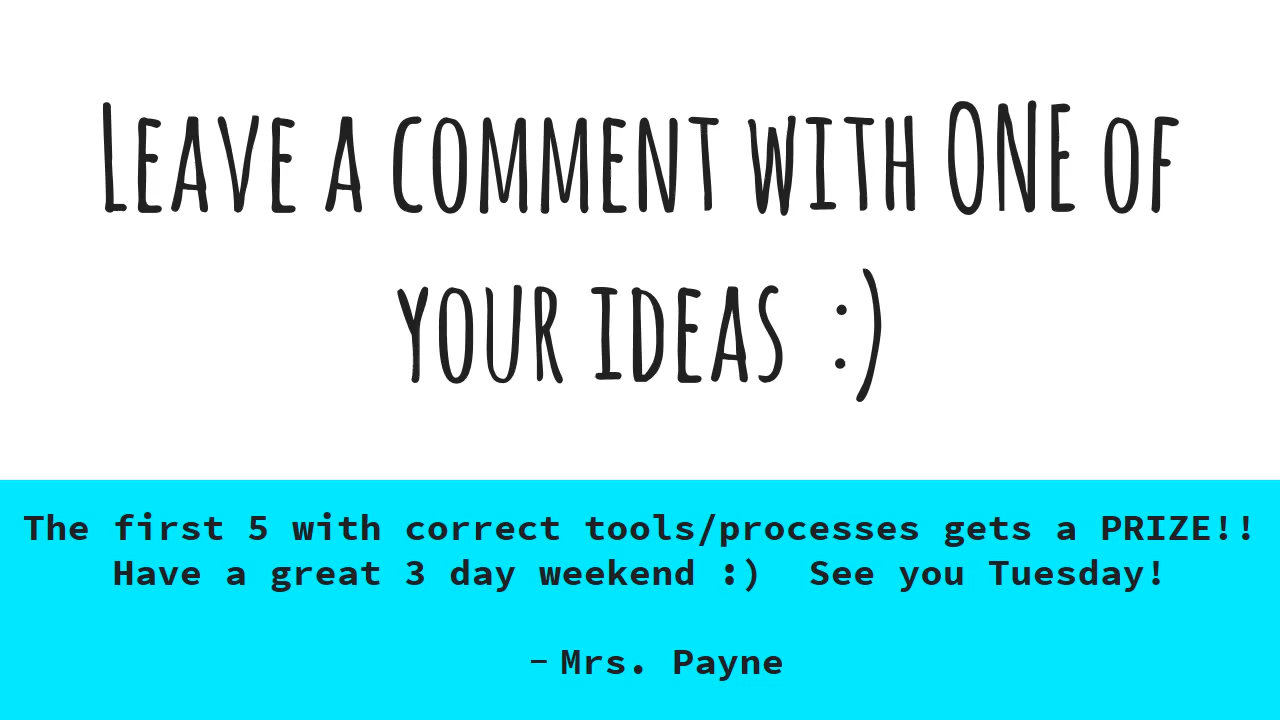 Leave a comment with ONE of
your ideas :)
The first 5 with correct tools/processes gets a PRIZE!!
Have a great 3 day weekend :)  See you Tuesday!
- Mrs. Payne